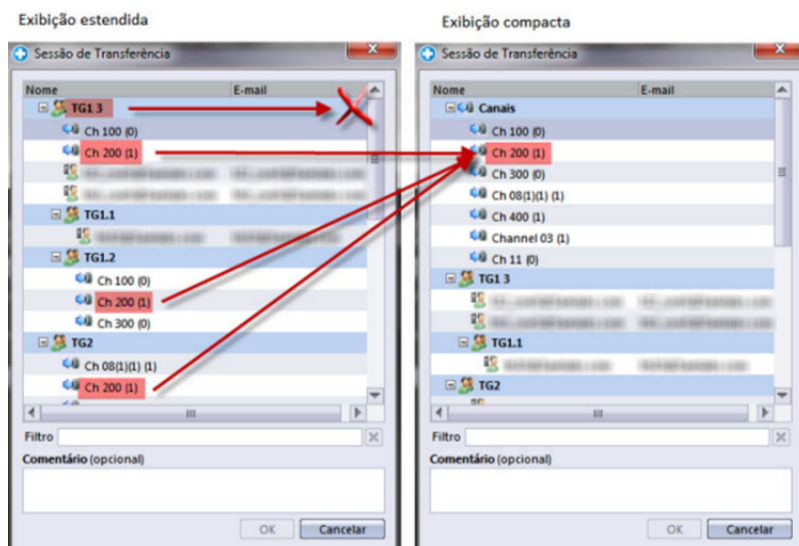 Exibição estendida
Sessão de Transferência
Nome E-mail
TG1 3
Ch 100 (0)
Ch 200 (1)
TG1.1
TG1.2
Ch 100 (0)
Ch 200 (1)
Ch 300 (0)
TG2
Ch 08(1)(1) (1)
Ch 200 (1)
Filtro
Comentário (opcional)
OK Cancelar
Exibição compacta
Sessão de Transferência
Nome E-mail
Canais
Ch 100 (0)
Ch 200 (1)
Ch 300 (0)
Ch 08(1)(1) (1)
Ch 400 (1)
Channel 03 (1)
Ch 11 (0)
TG1 3
TG1.1
TG2
Filtro
Comentário (opcional)
OK Cancelar